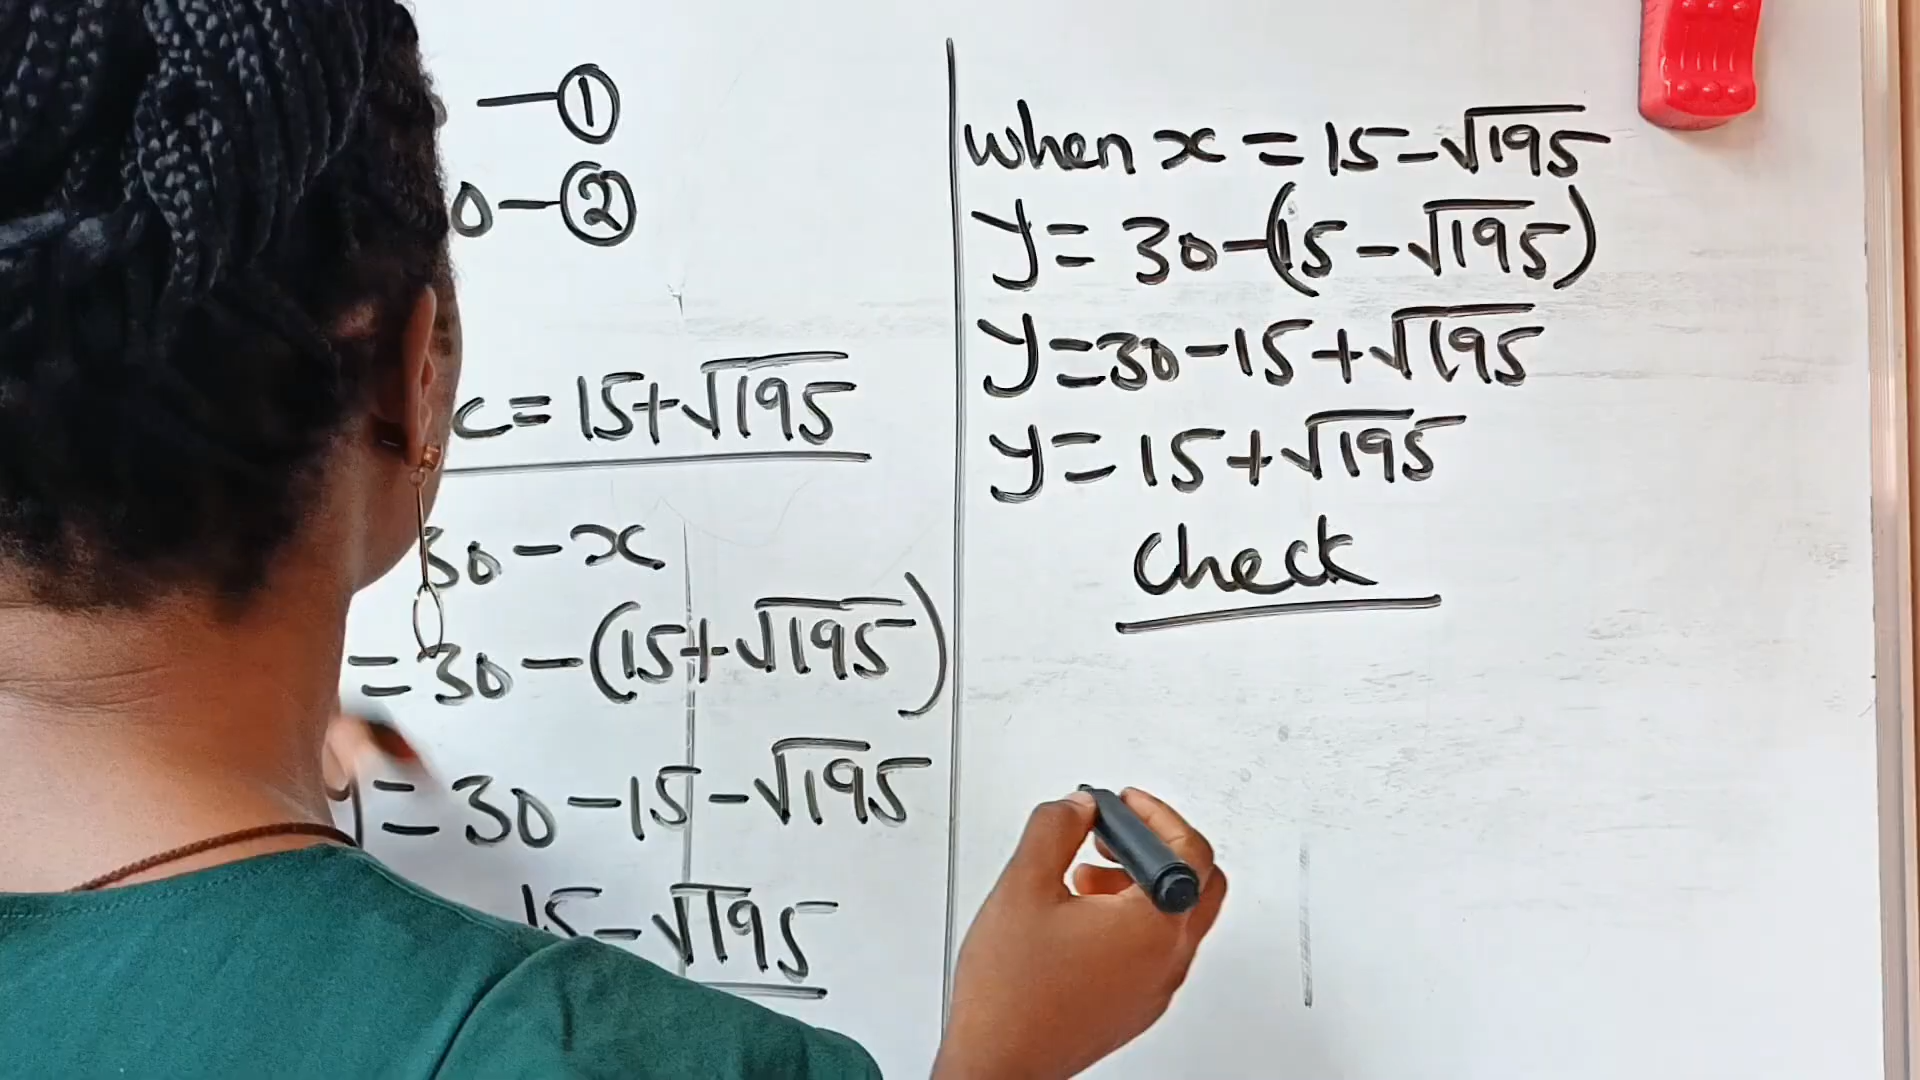 — ①
0 — ②
x = 15+√195
30 − x
= 30 − (15+√195)
y = 30 − 15 − √195
15 − √195
when x = 15 − √195
y = 30 − (15 − √195)
y = 30 − 15 + √195
y = 15 + √195
Check